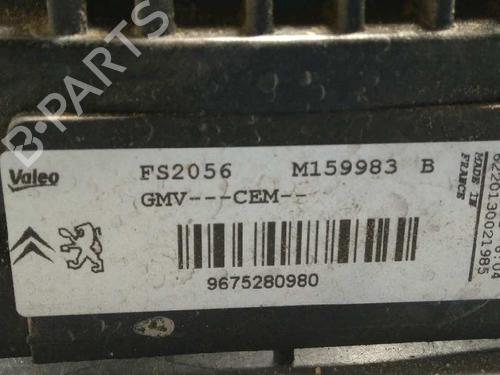 B-PARTS
Valeo
FS2056 M159983 B
GMV---CEM--
9675280980
MADE IN
FRANCE
6220130021985